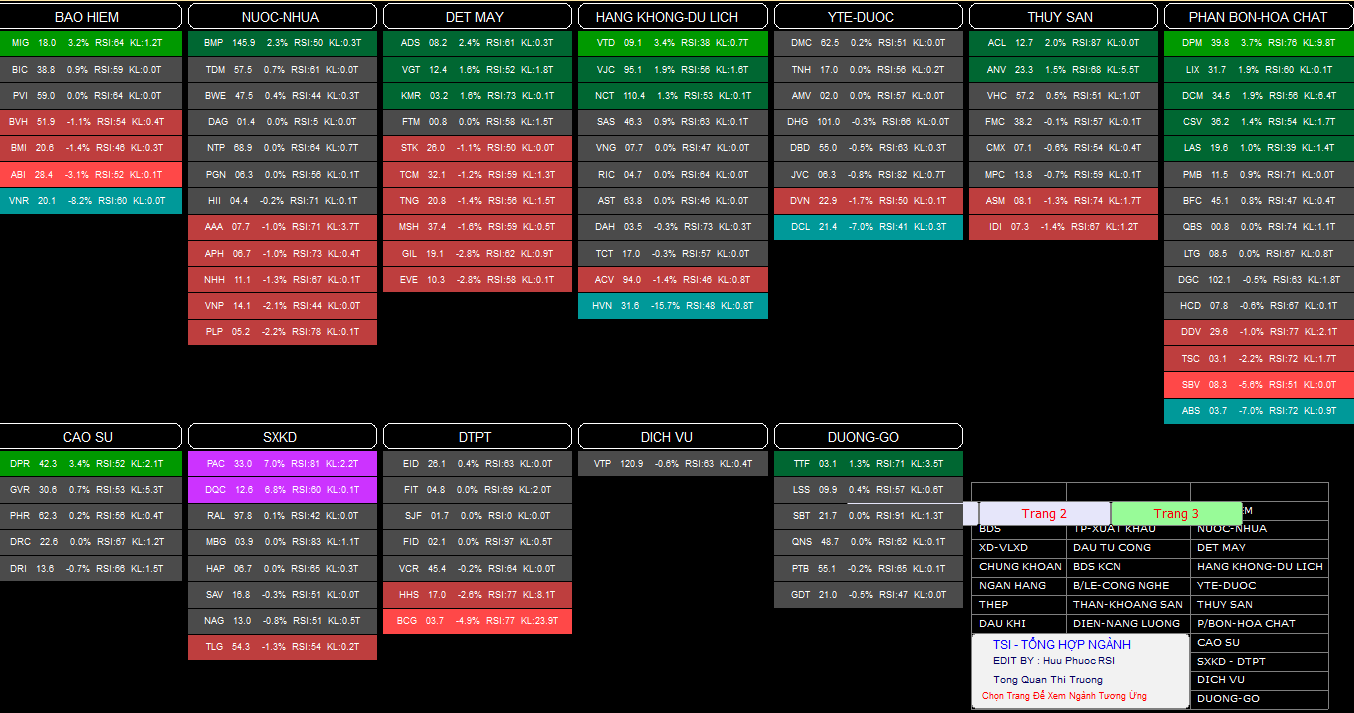 BAO HIEM
MIG 18.0 3.2% RSI:64 KL:1.2T
BIC 38.8 0.9% RSI:59 KL:0.0T
PVI 59.0 0.0% RSI:64 KL:0.0T
BVH 51.9 -1.1% RSI:54 KL:0.4T
BMI 20.6 -1.4% RSI:46 KL:0.3T
ABI 28.4 -3.1% RSI:52 KL:0.1T
VNR 20.1 -8.2% RSI:60 KL:0.0T
NUOC-NHUA
BMP 145.9 2.3% RSI:50 KL:0.3T
TDM 57.5 0.7% RSI:61 KL:0.0T
BWE 47.5 0.4% RSI:44 KL:0.3T
DAG 01.4 0.0% RSI:5 KL:0.0T
NTP 68.9 0.0% RSI:64 KL:0.7T
PGN 06.3 0.0% RSI:56 KL:0.1T
HII 04.4 -0.2% RSI:71 KL:0.1T
AAA 07.7 -1.0% RSI:71 KL:3.7T
APH 06.7 -1.0% RSI:73 KL:0.4T
NHH 11.1 -1.3% RSI:67 KL:0.1T
VNP 14.1 -2.1% RSI:44 KL:0.0T
PLP 05.2 -2.2% RSI:78 KL:0.1T
DET MAY
ADS 08.2 2.4% RSI:61 KL:0.3T
VGT 12.4 1.6% RSI:52 KL:1.8T
KMR 03.2 1.6% RSI:73 KL:0.1T
FTM 00.8 0.0% RSI:58 KL:1.5T
STK 26.0 -1.1% RSI:50 KL:0.0T
TCM 32.1 -1.2% RSI:59 KL:1.3T
TNG 20.8 -1.4% RSI:56 KL:1.5T
MSH 37.4 -1.6% RSI:59 KL:0.5T
GIL 19.1 -2.8% RSI:62 KL:0.9T
EVE 10.3 -2.8% RSI:58 KL:0.1T
HANG KHONG-DU LICH
VTD 09.1 3.4% RSI:38 KL:0.7T
VJC 95.1 1.9% RSI:56 KL:1.6T
NCT 110.4 1.3% RSI:53 KL:0.1T
SAS 46.3 0.9% RSI:63 KL:0.1T
VNG 07.7 0.0% RSI:47 KL:0.0T
RIC 04.7 0.0% RSI:64 KL:0.0T
AST 63.8 0.0% RSI:46 KL:0.0T
DAH 03.5 -0.3% RSI:73 KL:0.3T
TCT 17.0 -0.3% RSI:57 KL:0.0T
ACV 94.0 -1.4% RSI:46 KL:0.8T
HVN 31.6 -15.7% RSI:48 KL:0.8T
YTE-DUOC
DMC 62.5 0.2% RSI:51 KL:0.0T
TNH 17.0 0.0% RSI:56 KL:0.2T
AMV 02.0 0.0% RSI:57 KL:0.0T
DHG 101.0 -0.3% RSI:66 KL:0.0T
DBD 55.0 -0.5% RSI:63 KL:0.3T
JVC 06.3 -0.8% RSI:82 KL:0.7T
DVN 22.9 -1.7% RSI:50 KL:0.1T
DCL 21.4 -7.0% RSI:41 KL:0.3T
THUY SAN
ACL 12.7 2.0% RSI:87 KL:0.0T
ANV 23.3 1.5% RSI:68 KL:5.5T
VHC 57.2 0.5% RSI:51 KL:1.0T
FMC 38.2 -0.1% RSI:57 KL:0.1T
CMX 07.1 -0.6% RSI:54 KL:0.4T
MPC 13.8 -0.7% RSI:59 KL:0.1T
ASM 08.1 -1.3% RSI:74 KL:1.7T
IDI 07.3 -1.4% RSI:67 KL:1.2T
PHAN BON-HOA CHAT
DPM 39.8 3.7% RSI:76 KL:9.8T
LIX 31.7 1.9% RSI:60 KL:0.1T
DCM 34.5 1.9% RSI:56 KL:6.4T
CSV 36.2 1.4% RSI:54 KL:1.7T
LAS 19.6 1.0% RSI:39 KL:1.4T
PMB 11.5 0.9% RSI:71 KL:0.0T
BFC 45.1 0.8% RSI:47 KL:0.4T
QBS 00.8 0.0% RSI:74 KL:1.1T
LTG 08.5 0.0% RSI:67 KL:0.8T
DGC 102.1 -0.5% RSI:63 KL:1.8T
HCD 07.8 -0.6% RSI:67 KL:0.1T
DDV 29.6 -1.0% RSI:77 KL:2.1T
TSC 03.1 -2.2% RSI:72 KL:1.7T
SBV 08.3 -5.6% RSI:51 KL:0.0T
ABS 03.7 -7.0% RSI:72 KL:0.9T
CAO SU
DPR 42.3 3.4% RSI:52 KL:2.1T
GVR 30.6 0.7% RSI:53 KL:5.3T
PHR 62.3 0.2% RSI:56 KL:0.4T
DRC 22.6 0.0% RSI:67 KL:1.2T
DRI 13.6 -0.7% RSI:66 KL:1.5T
SXKD
PAC 33.0 7.0% RSI:81 KL:2.2T
DQC 12.6 6.8% RSI:60 KL:0.1T
RAL 97.8 0.1% RSI:42 KL:0.0T
MBG 03.9 0.0% RSI:83 KL:1.1T
HAP 06.7 0.0% RSI:65 KL:0.3T
SAV 16.8 -0.3% RSI:51 KL:0.0T
NAG 13.0 -0.8% RSI:51 KL:0.5T
TLG 54.3 -1.3% RSI:54 KL:0.2T
DTPT
EID 26.1 0.4% RSI:63 KL:0.0T
FIT 04.8 0.0% RSI:69 KL:2.0T
SJF 01.7 0.0% RSI:0 KL:0.0T
FID 02.1 0.0% RSI:97 KL:0.5T
VCR 45.4 -0.2% RSI:64 KL:0.0T
HHS 17.0 -2.6% RSI:77 KL:8.1T
BCG 03.7 -4.9% RSI:77 KL:23.9T
DICH VU
VTP 120.9 -0.6% RSI:63 KL:0.4T
DUONG-GO
TTF 03.1 1.3% RSI:71 KL:3.5T
LSS 09.9 0.4% RSI:57 KL:0.6T
SBT 21.7 0.0% RSI:91 KL:1.3T
QNS 48.7 0.0% RSI:62 KL:0.1T
PTB 55.1 -0.2% RSI:65 KL:0.1T
GDT 21.0 -0.5% RSI:47 KL:0.0T
Trang 2 Trang 3 EM
BDS TP-XUAT KHAU NUOC-NHUA
XD-VLXD DAU TU CONG DET MAY
CHUNG KHOAN BDS KCN HANG KHONG-DU LICH
NGAN HANG B/LE-CONG NGHE YTE-DUOC
THEP THAN-KHOANG SAN THUY SAN
DAU KHI DIEN-NANG LUONG P/BON-HOA CHAT
CAO SU
SXKD - DTPT
DICH VU
DUONG-GO
TSI - TỔNG HỢP NGÀNH
EDIT BY : Huu Phuoc RSI
Tong Quan Thi Truong
Chọn Trang Để Xem Ngành Tương Ứng